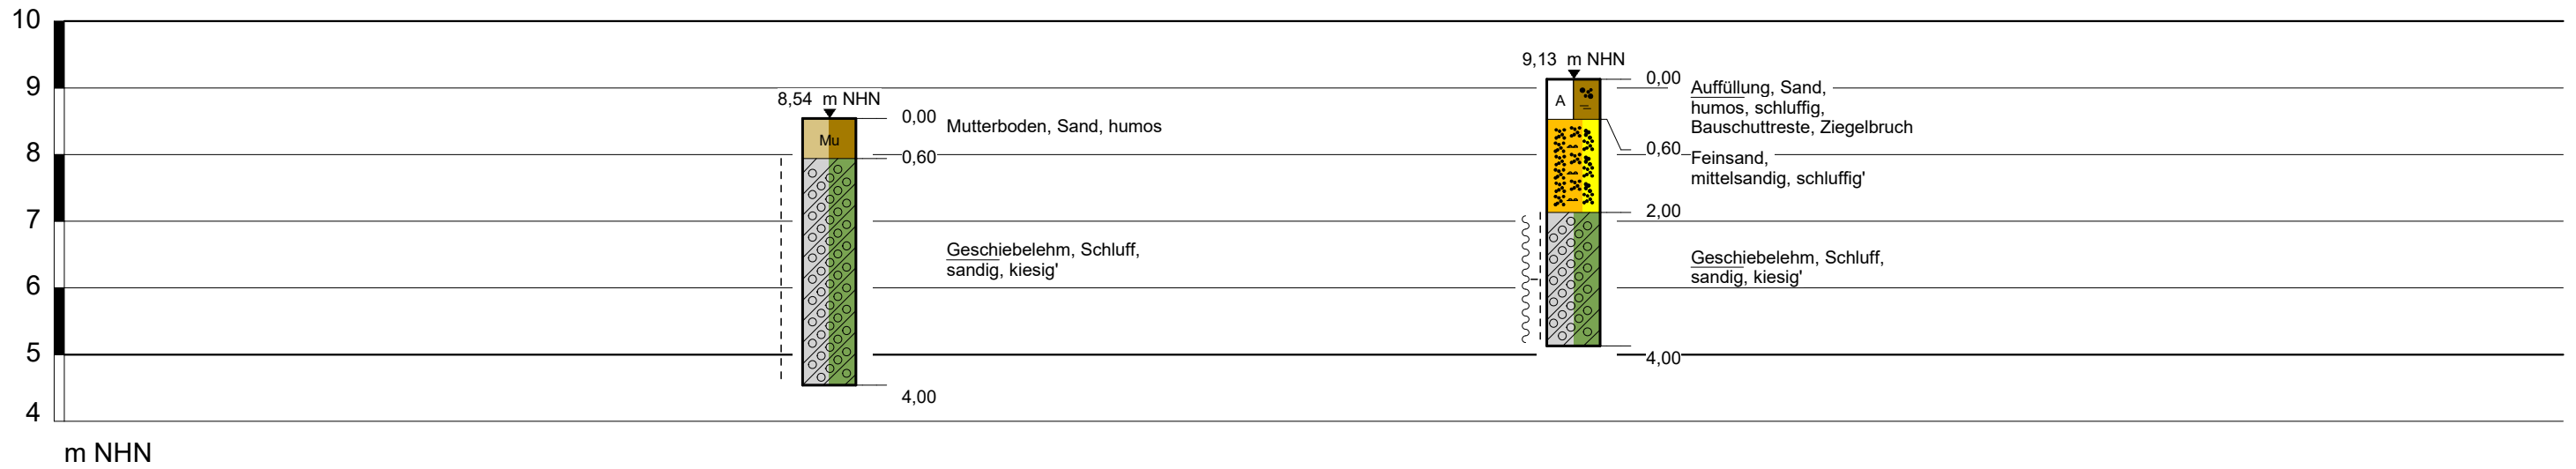 10
9
8
7
6
5
4
m NHN
8,54 m NHN
0,00
Mutterboden, Sand, humos
Mu
0,60
Geschiebelehm, Schluff,
sandig, kiesig'
4,00
9,13 m NHN
0,00
A
Auffüllung, Sand,
humos, schluffig,
Bauschuttreste, Ziegelbruch
0,60
Feinsand,
mittelsandig, schluffig'
2,00
Geschiebelehm, Schluff,
sandig, kiesig'
4,00